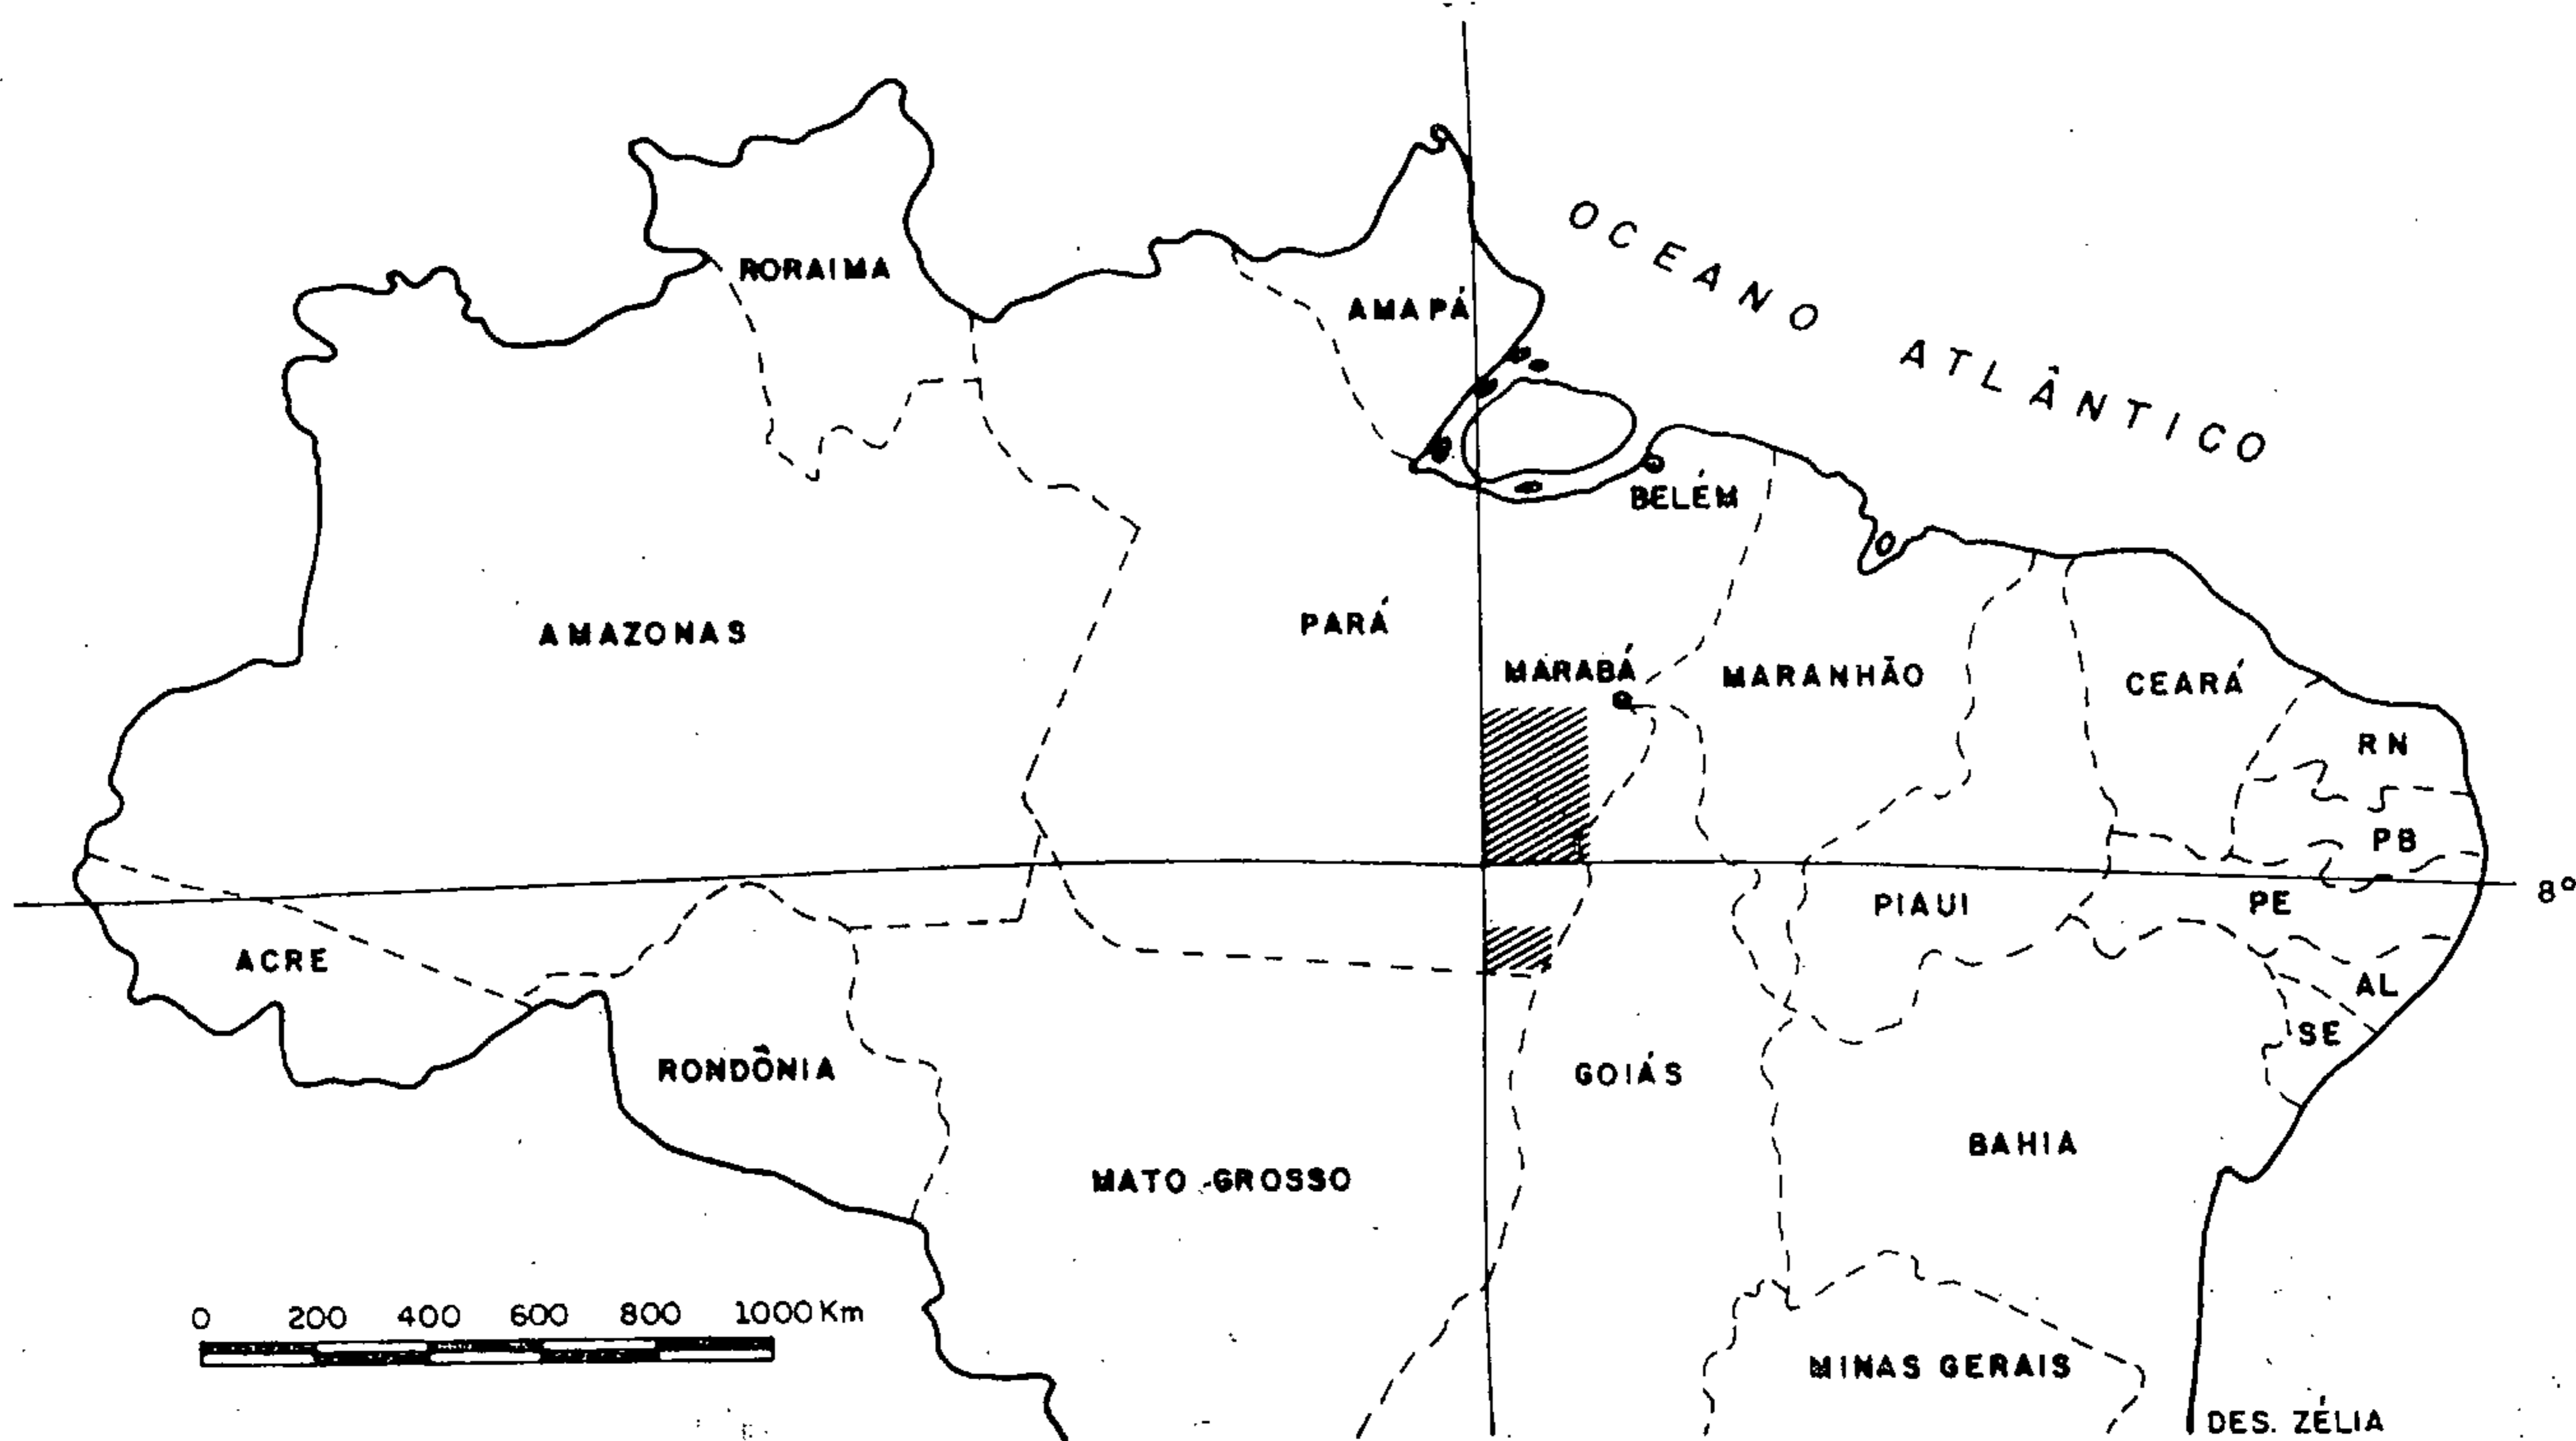 OCEANO ATLÂNTICO
RORAIMA
AMAPÁ
BELÉM
AMAZONAS
PARÁ
MARABÁ
MARANHÃO
CEARÁ
RN
PB
8°
PIAUI
PE
ACRE
AL
SE
RONDÔNIA
GOIÁS
BAHIA
MATO-GROSSO
0 200 400 600 800 1000 Km
MINAS GERAIS
DES. ZÉLIA